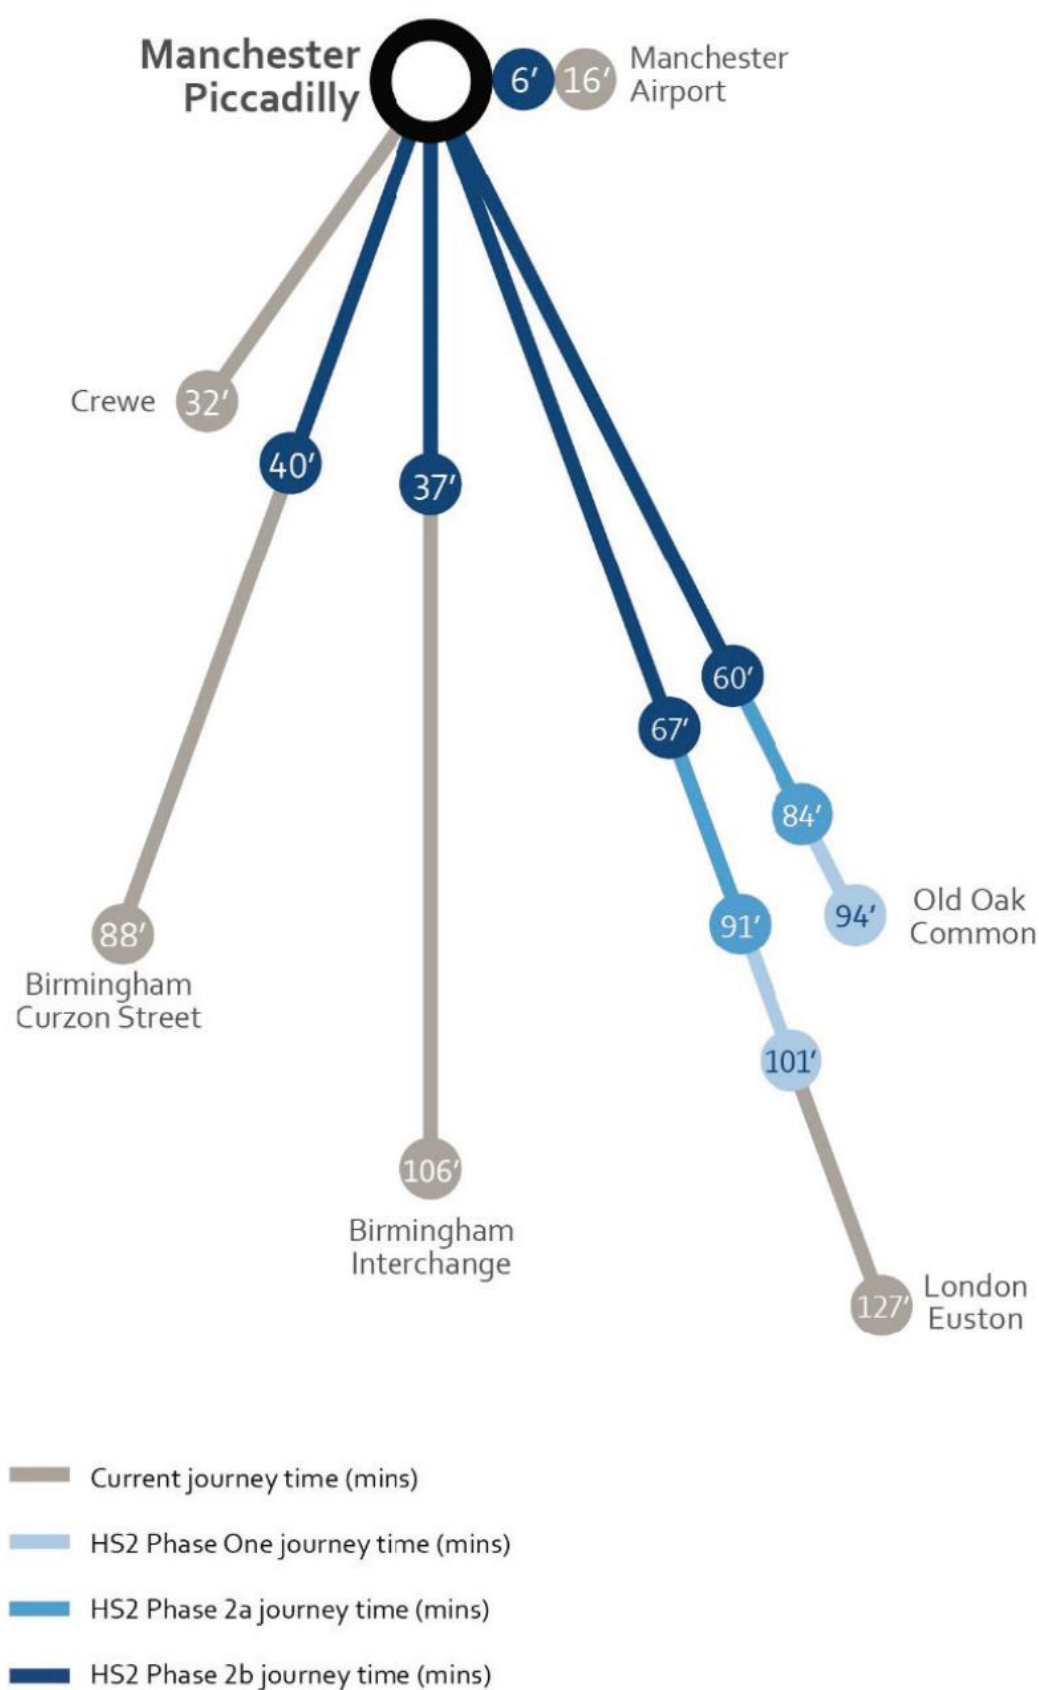 Manchester
Piccadilly
6′
16′
Manchester
Airport
Crewe
32′
40′
37′
60′
67′
84′
91′
94′
Old Oak
Common
88′
Birmingham
Curzon Street
101′
106′
Birmingham
Interchange
127′
London
Euston
Current journey time (mins)
HS2 Phase One journey time (mins)
HS2 Phase 2a journey time (mins)
HS2 Phase 2b journey time (mins)